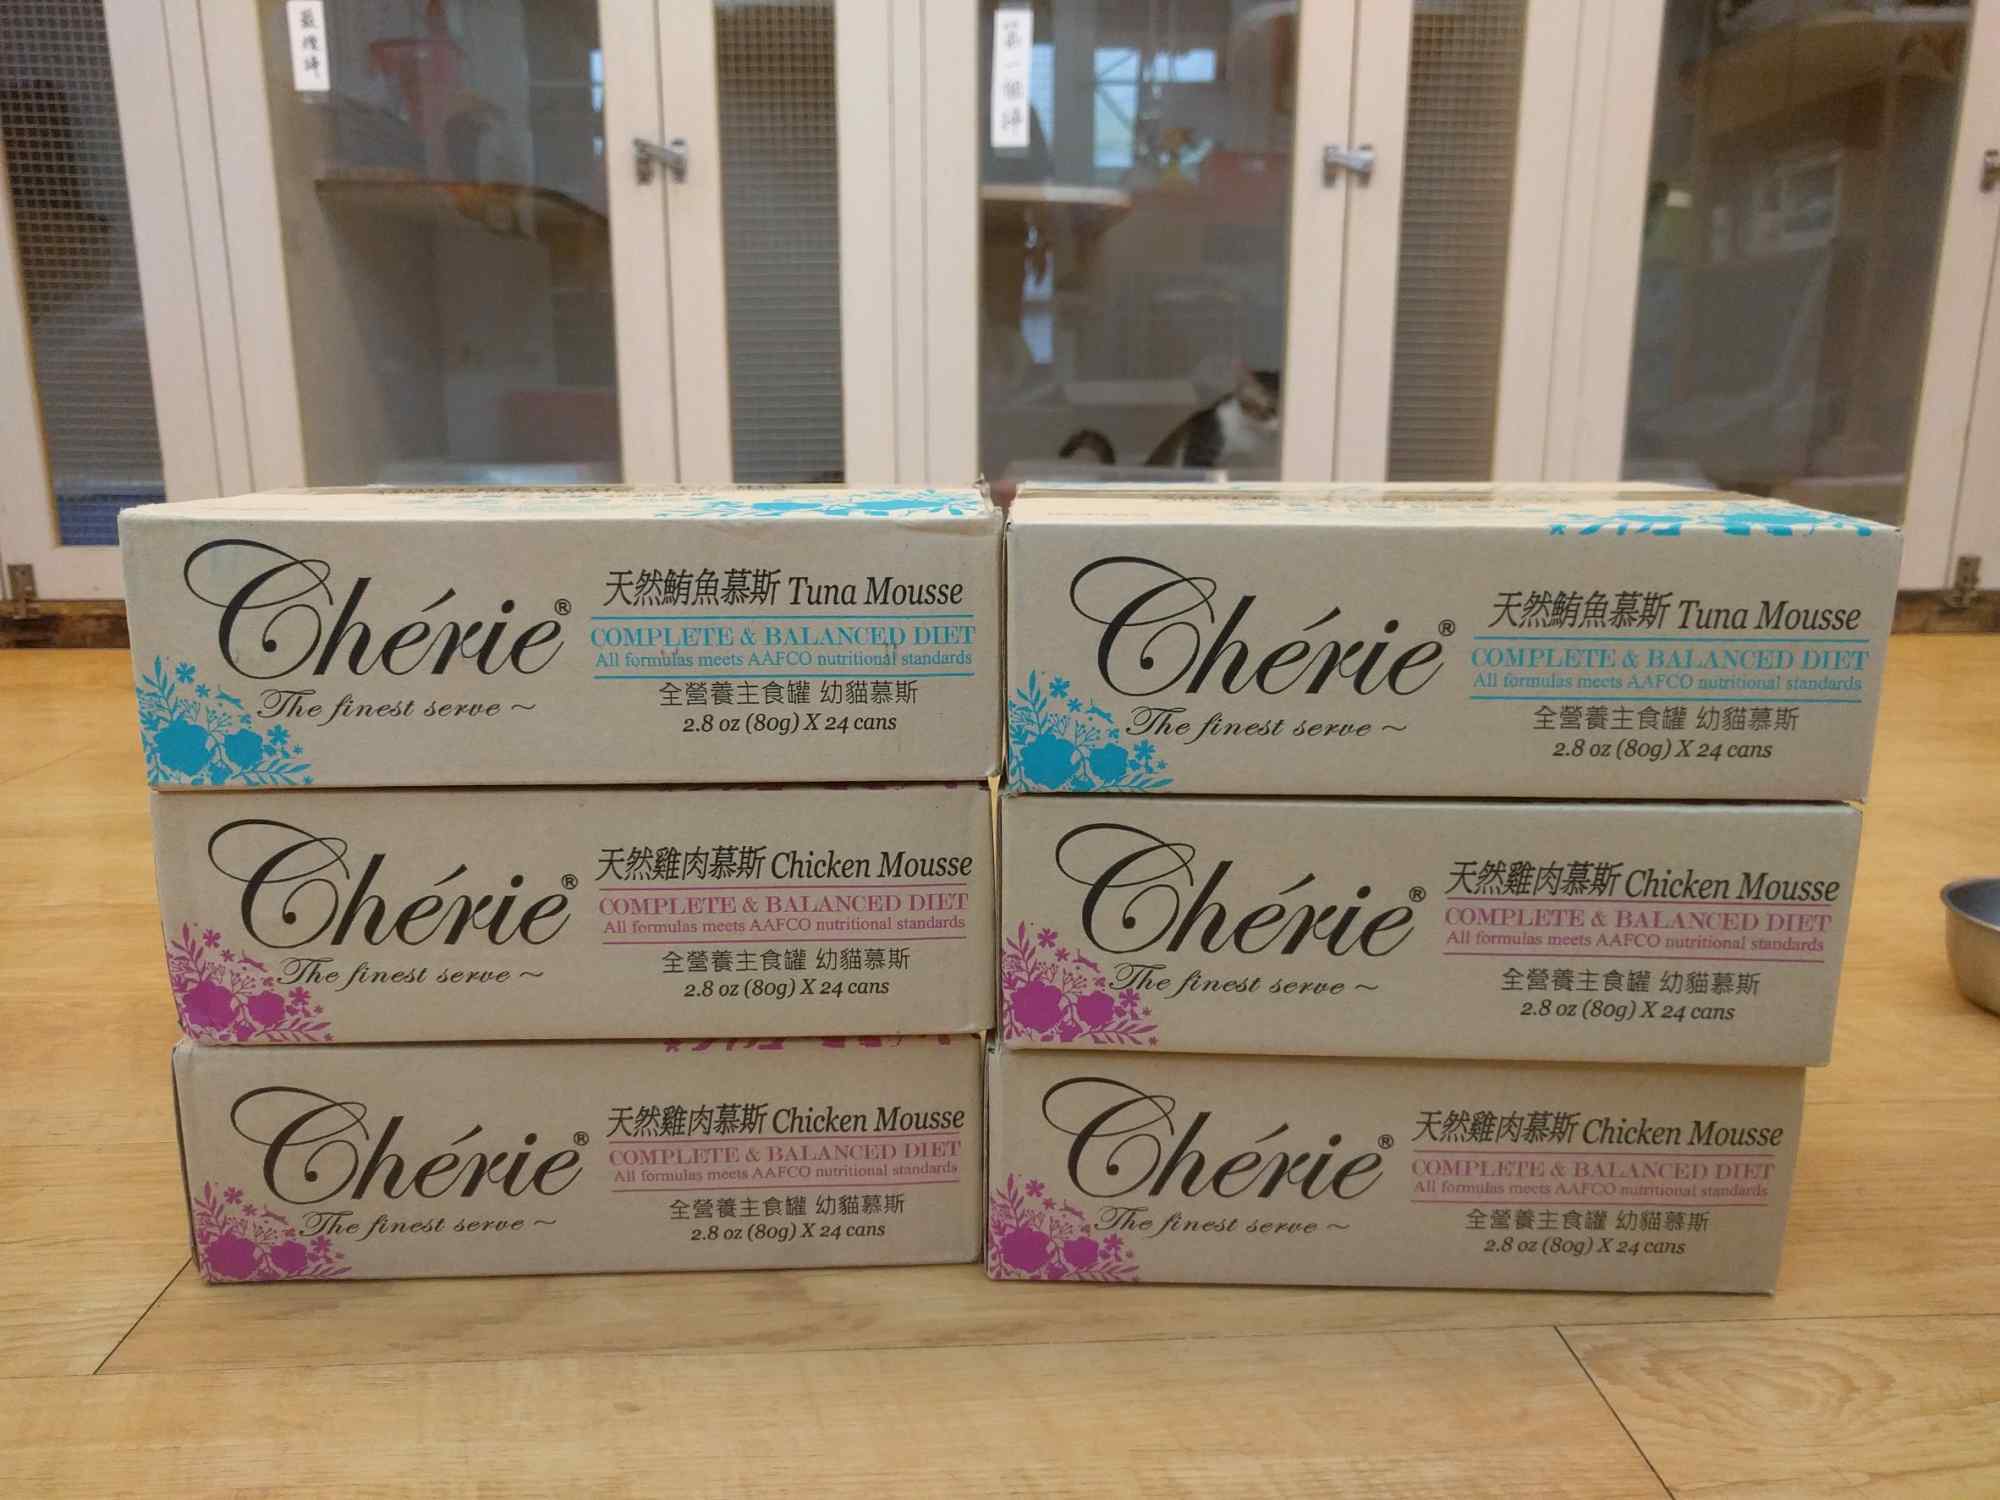 第一個掉
Chérie®
The finest serve ~
天然鮪魚慕斯 Tuna Mousse
COMPLETE & BALANCED DIET
All formulas meets AAFCO nutritional standards
全營養主食罐 幼貓慕斯
2.8 oz (80g) X 24 cans
Chérie®
The finest serve ~
天然鮪魚慕斯 Tuna Mousse
COMPLETE & BALANCED DIET
All formulas meets AAFCO nutritional standards
全營養主食罐 幼貓慕斯
2.8 oz (80g) X 24 cans
Chérie®
The finest serve ~
天然雞肉慕斯 Chicken Mousse
COMPLETE & BALANCED DIET
All formulas meets AAFCO nutritional standards
全營養主食罐 幼貓慕斯
2.8 oz (80g) X 24 cans
Chérie®
The finest serve ~
天然雞肉慕斯 Chicken Mousse
COMPLETE & BALANCED DIET
All formulas meets AAFCO nutritional standards
全營養主食罐 幼貓慕斯
2.8 oz (80g) X 24 cans
Chérie®
The finest serve ~
天然雞肉慕斯 Chicken Mousse
COMPLETE & BALANCED DIET
All formulas meets AAFCO nutritional standards
全營養主食罐 幼貓慕斯
2.8 oz (80g) X 24 cans
Chérie®
The finest serve ~
天然雞肉慕斯 Chicken Mousse
COMPLETE & BALANCED DIET
All formulas meets AAFCO nutritional standards
全營養主食罐 幼貓慕斯
2.8 oz (80g) X 24 cans